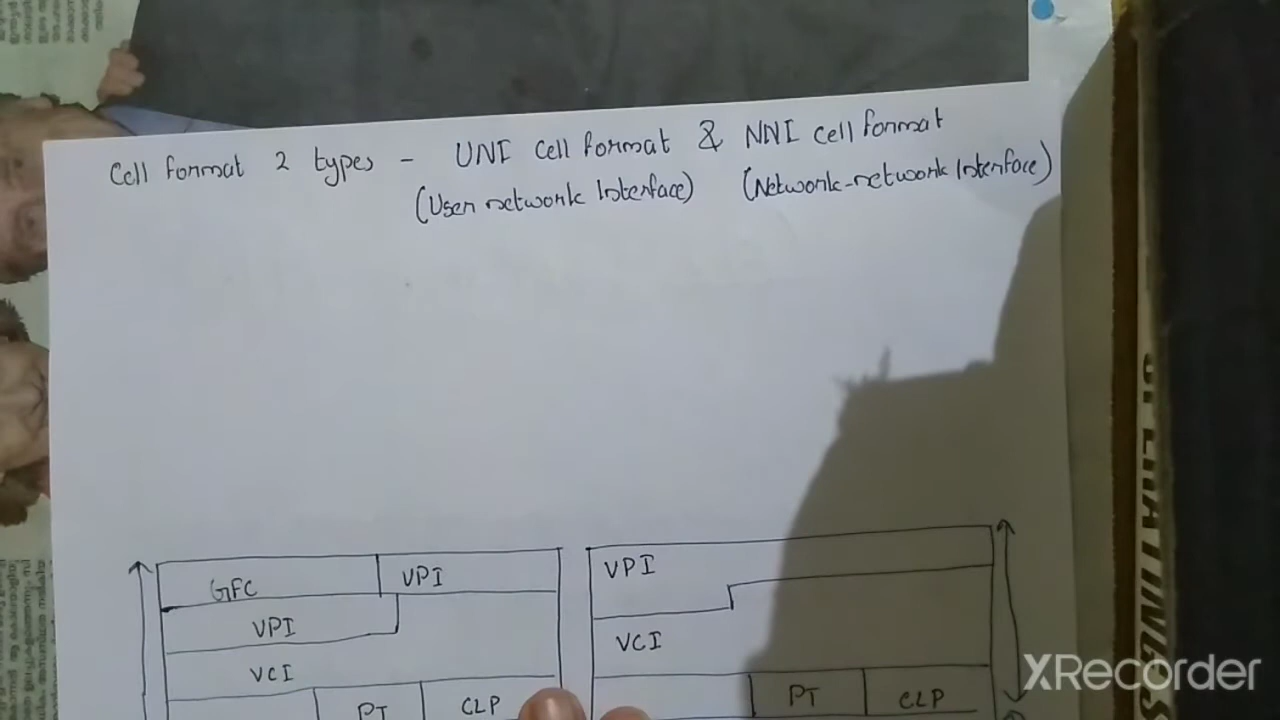 Cell format 2 types - UNI cell format & NNI cell format
(User network Interface) (Network-network Interface)
GFC VPI
VPI
VCI
PT CLP
VPI
VCI
PT CLP
XRecorder